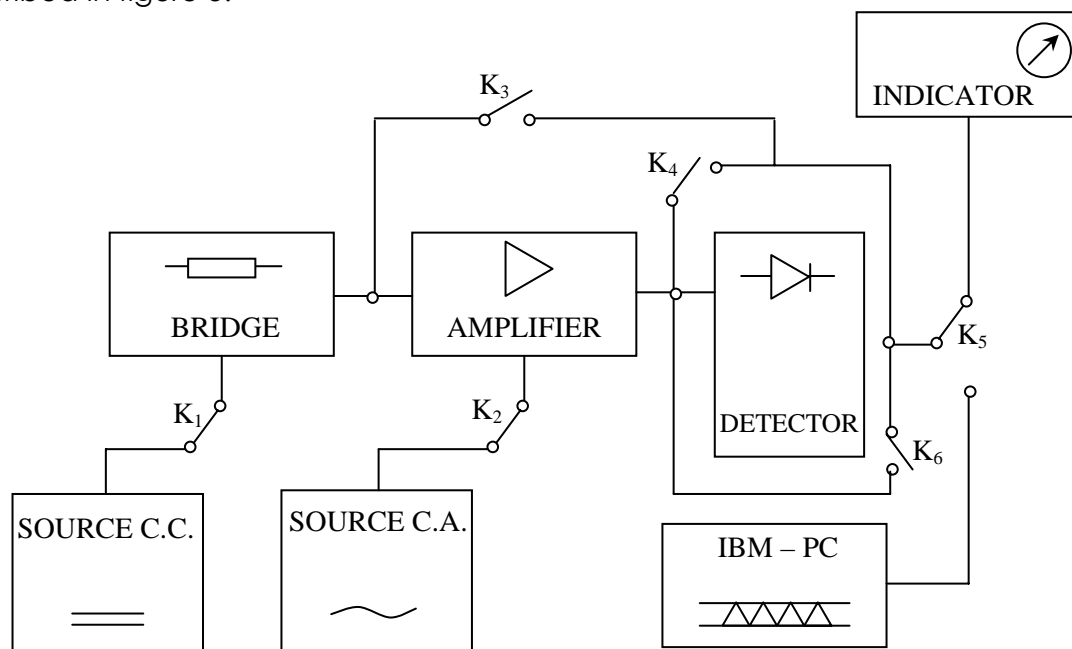 K₃
INDICATOR
K₄
BRIDGE
AMPLIFIER
K₅
K₁
K₂
DETECTOR
K₆
SOURCE C.C.
SOURCE C.A.
IBM – PC